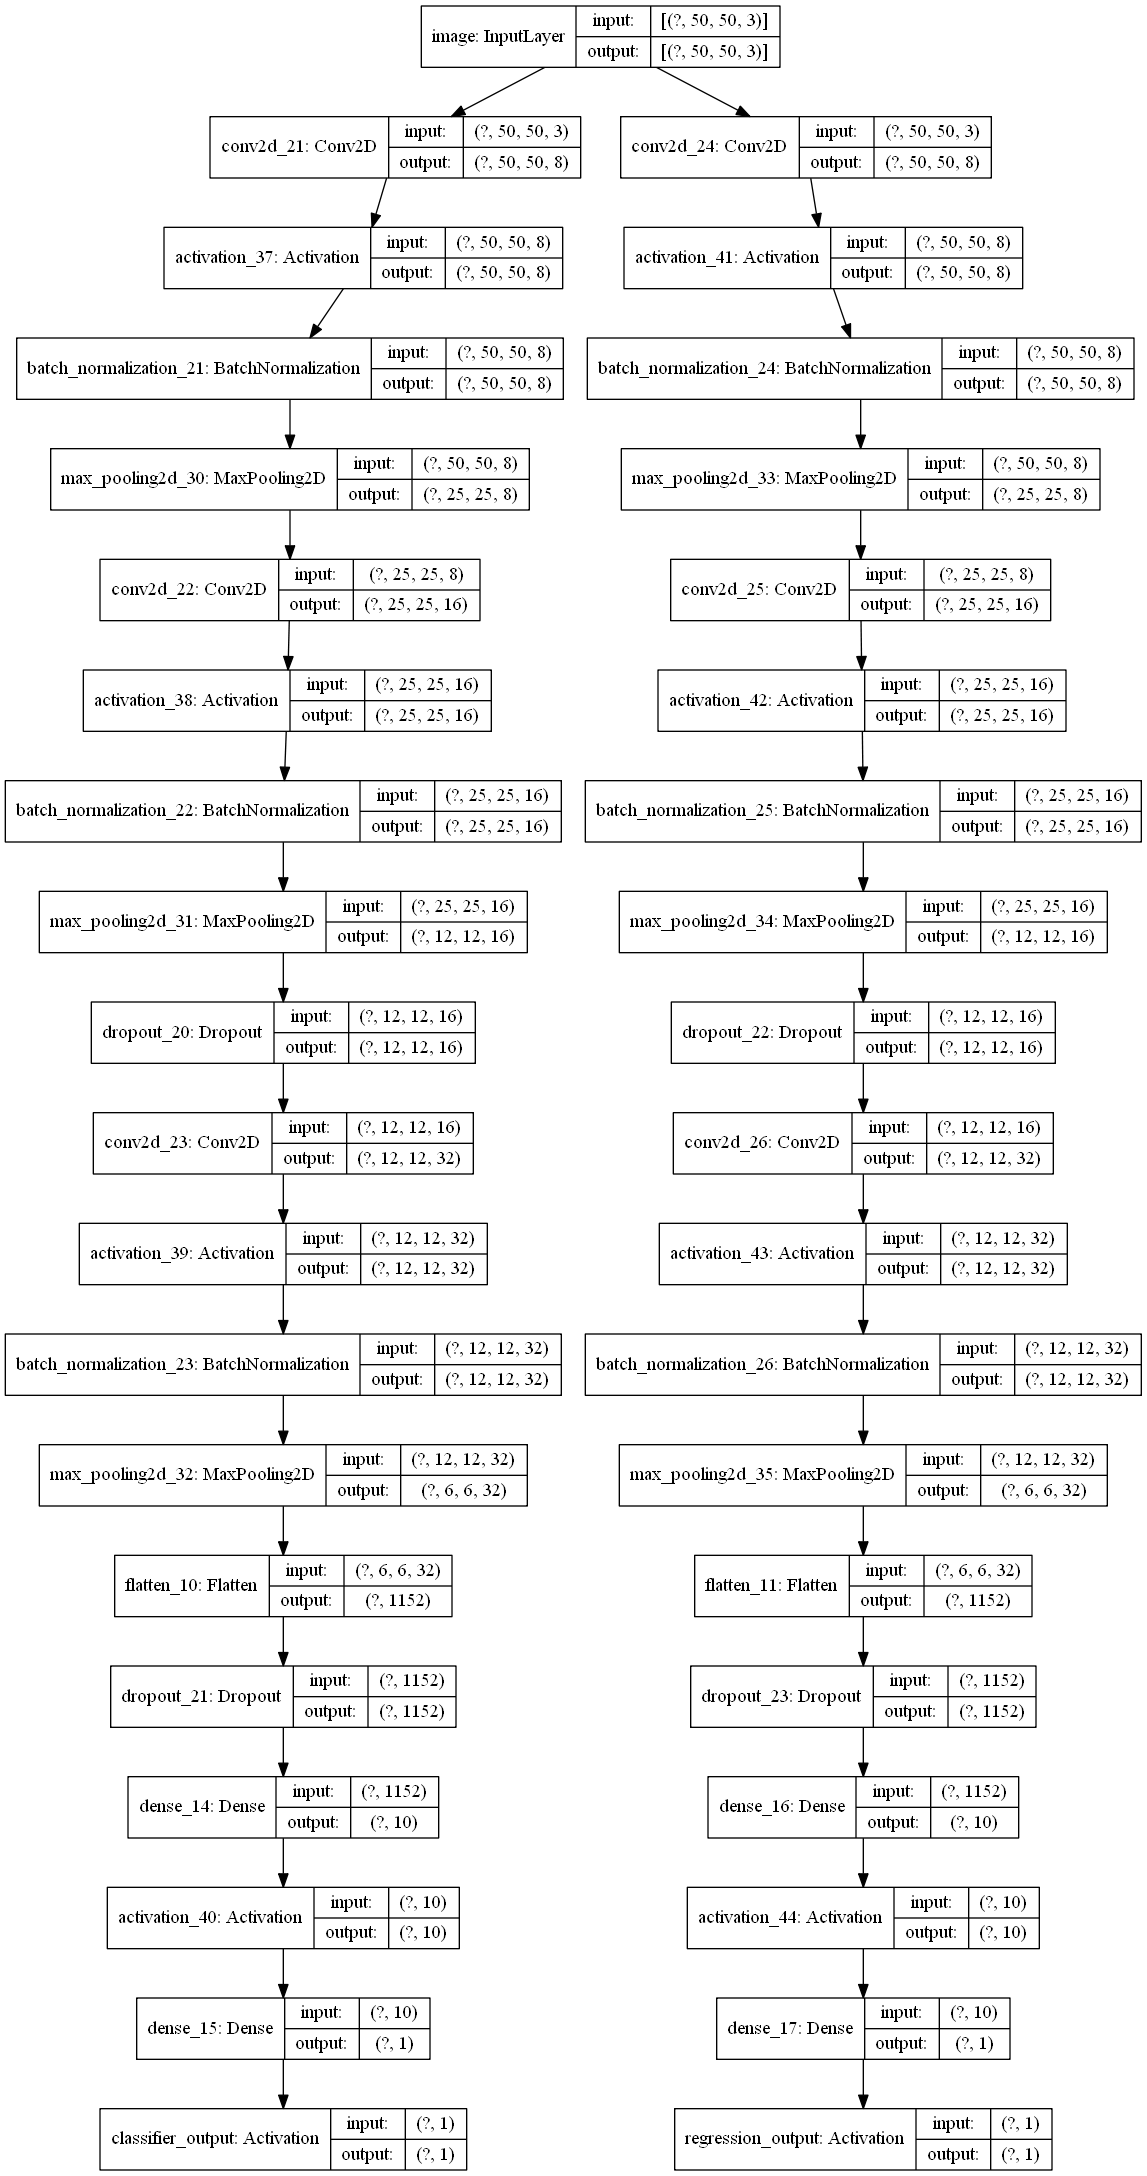 image: InputLayer input: [(?, 50, 50, 3)]
output: [(?, 50, 50, 3)]
conv2d_21: Conv2D input: (?, 50, 50, 3)
output: (?, 50, 50, 8)
conv2d_24: Conv2D input: (?, 50, 50, 3)
output: (?, 50, 50, 8)
activation_37: Activation input: (?, 50, 50, 8)
output: (?, 50, 50, 8)
activation_41: Activation input: (?, 50, 50, 8)
output: (?, 50, 50, 8)
batch_normalization_21: BatchNormalization input: (?, 50, 50, 8)
output: (?, 50, 50, 8)
batch_normalization_24: BatchNormalization input: (?, 50, 50, 8)
output: (?, 50, 50, 8)
max_pooling2d_30: MaxPooling2D input: (?, 50, 50, 8)
output: (?, 25, 25, 8)
max_pooling2d_33: MaxPooling2D input: (?, 50, 50, 8)
output: (?, 25, 25, 8)
conv2d_22: Conv2D input: (?, 25, 25, 8)
output: (?, 25, 25, 16)
conv2d_25: Conv2D input: (?, 25, 25, 8)
output: (?, 25, 25, 16)
activation_38: Activation input: (?, 25, 25, 16)
output: (?, 25, 25, 16)
activation_42: Activation input: (?, 25, 25, 16)
output: (?, 25, 25, 16)
batch_normalization_22: BatchNormalization input: (?, 25, 25, 16)
output: (?, 25, 25, 16)
batch_normalization_25: BatchNormalization input: (?, 25, 25, 16)
output: (?, 25, 25, 16)
max_pooling2d_31: MaxPooling2D input: (?, 25, 25, 16)
output: (?, 12, 12, 16)
max_pooling2d_34: MaxPooling2D input: (?, 25, 25, 16)
output: (?, 12, 12, 16)
dropout_20: Dropout input: (?, 12, 12, 16)
output: (?, 12, 12, 16)
dropout_22: Dropout input: (?, 12, 12, 16)
output: (?, 12, 12, 16)
conv2d_23: Conv2D input: (?, 12, 12, 16)
output: (?, 12, 12, 32)
conv2d_26: Conv2D input: (?, 12, 12, 16)
output: (?, 12, 12, 32)
activation_39: Activation input: (?, 12, 12, 32)
output: (?, 12, 12, 32)
activation_43: Activation input: (?, 12, 12, 32)
output: (?, 12, 12, 32)
batch_normalization_23: BatchNormalization input: (?, 12, 12, 32)
output: (?, 12, 12, 32)
batch_normalization_26: BatchNormalization input: (?, 12, 12, 32)
output: (?, 12, 12, 32)
max_pooling2d_32: MaxPooling2D input: (?, 12, 12, 32)
output: (?, 6, 6, 32)
max_pooling2d_35: MaxPooling2D input: (?, 12, 12, 32)
output: (?, 6, 6, 32)
flatten_10: Flatten input: (?, 6, 6, 32)
output: (?, 1152)
flatten_11: Flatten input: (?, 6, 6, 32)
output: (?, 1152)
dropout_21: Dropout input: (?, 1152)
output: (?, 1152)
dropout_23: Dropout input: (?, 1152)
output: (?, 1152)
dense_14: Dense input: (?, 1152)
output: (?, 10)
dense_16: Dense input: (?, 1152)
output: (?, 10)
activation_40: Activation input: (?, 10)
output: (?, 10)
activation_44: Activation input: (?, 10)
output: (?, 10)
dense_15: Dense input: (?, 10)
output: (?, 1)
dense_17: Dense input: (?, 10)
output: (?, 1)
classifier_output: Activation input: (?, 1)
output: (?, 1)
regression_output: Activation input: (?, 1)
output: (?, 1)